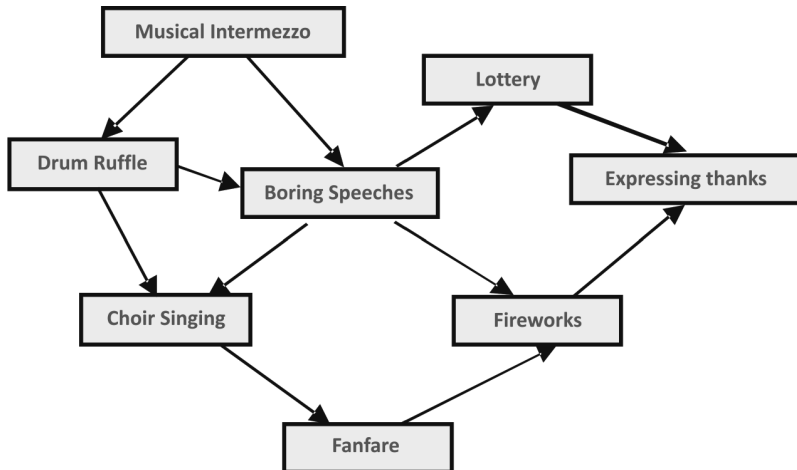 Musical Intermezzo
Lottery
Drum Ruffle
Boring Speeches
Expressing thanks
Choir Singing
Fireworks
Fanfare